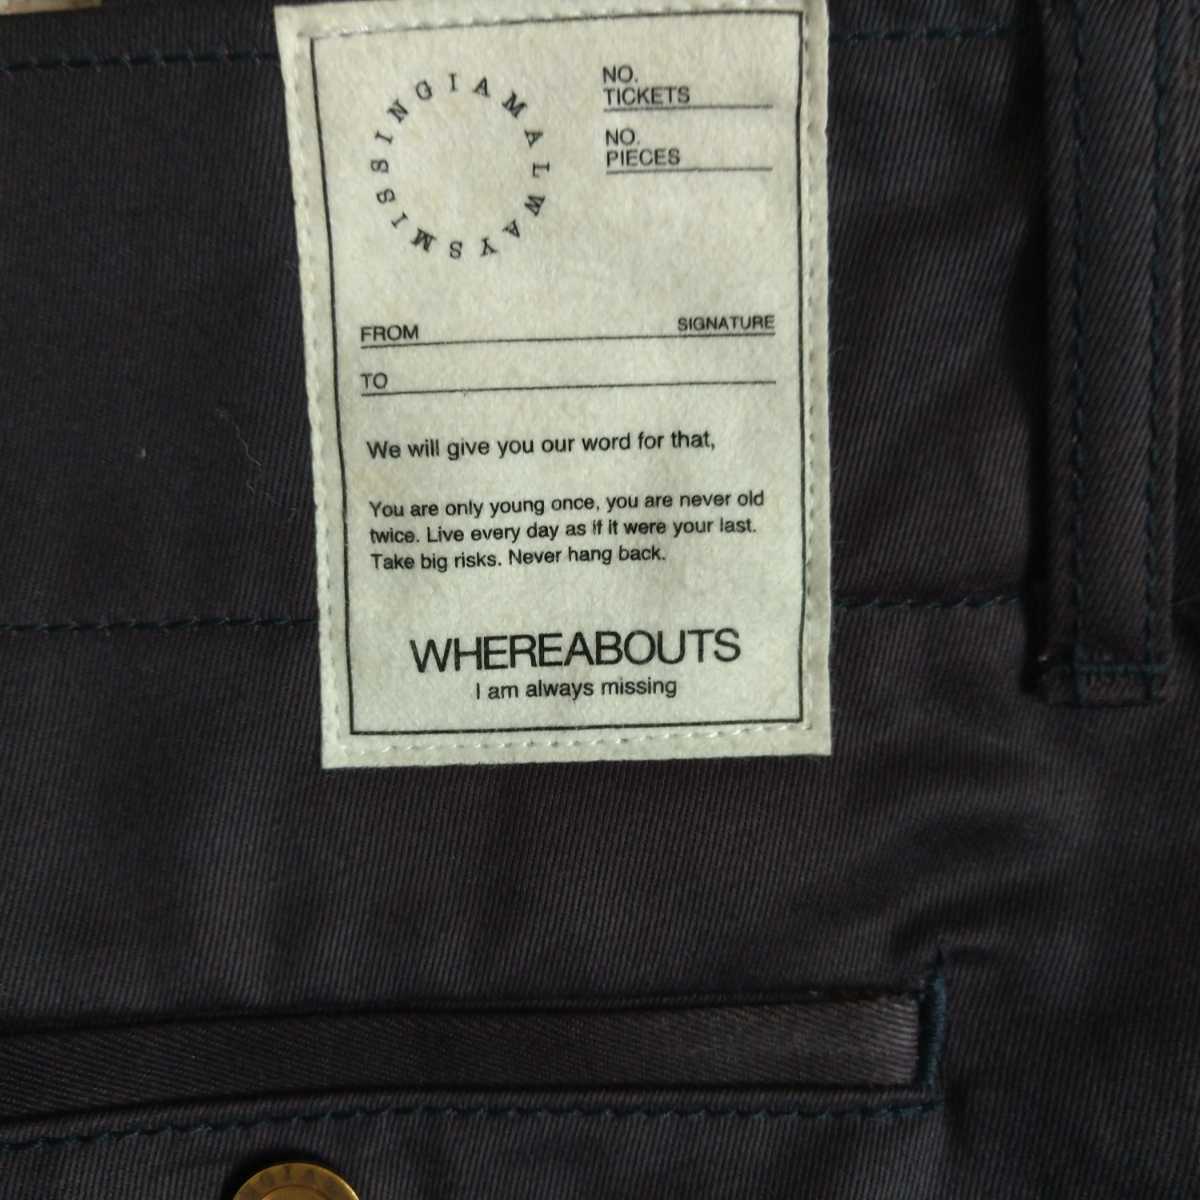 IAMALWAYSMISSING
NO.
TICKETS
NO.
PIECES
FROM SIGNATURE
TO
We will give you our word for that,
You are only young once, you are never old
twice. Live every day as if it were your last.
Take big risks. Never hang back.
WHEREABOUTS
I am always missing